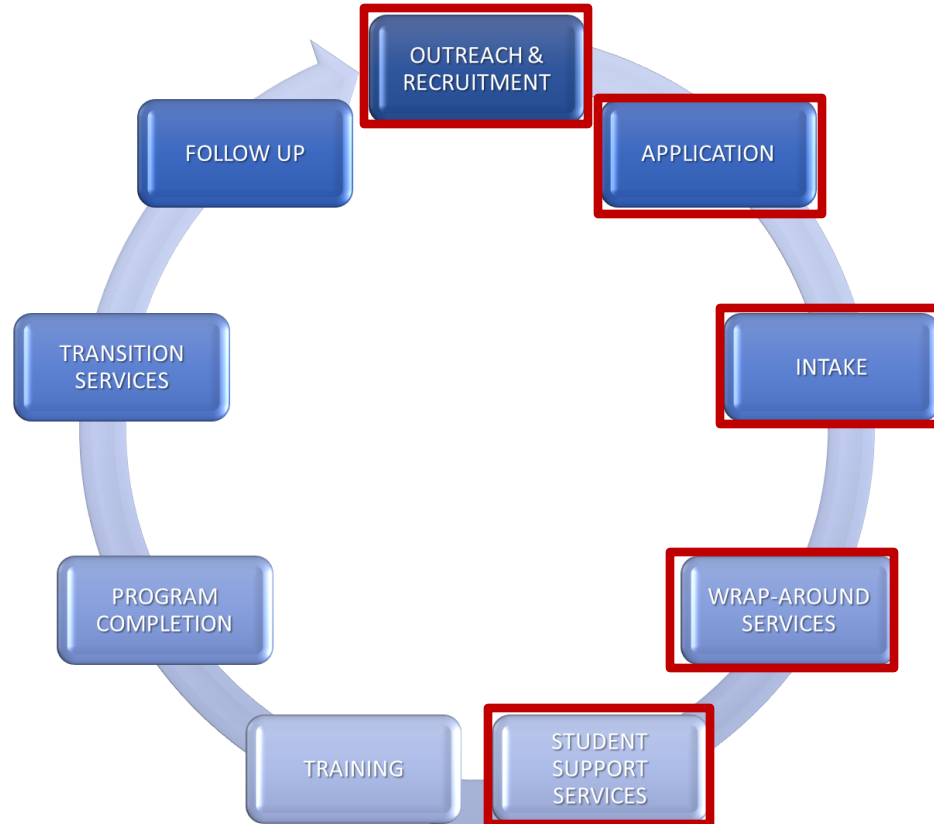 OUTREACH &
RECRUITMENT
APPLICATION
INTAKE
WRAP-AROUND
SERVICES
STUDENT
SUPPORT
SERVICES
TRAINING
PROGRAM
COMPLETION
TRANSITION
SERVICES
FOLLOW UP